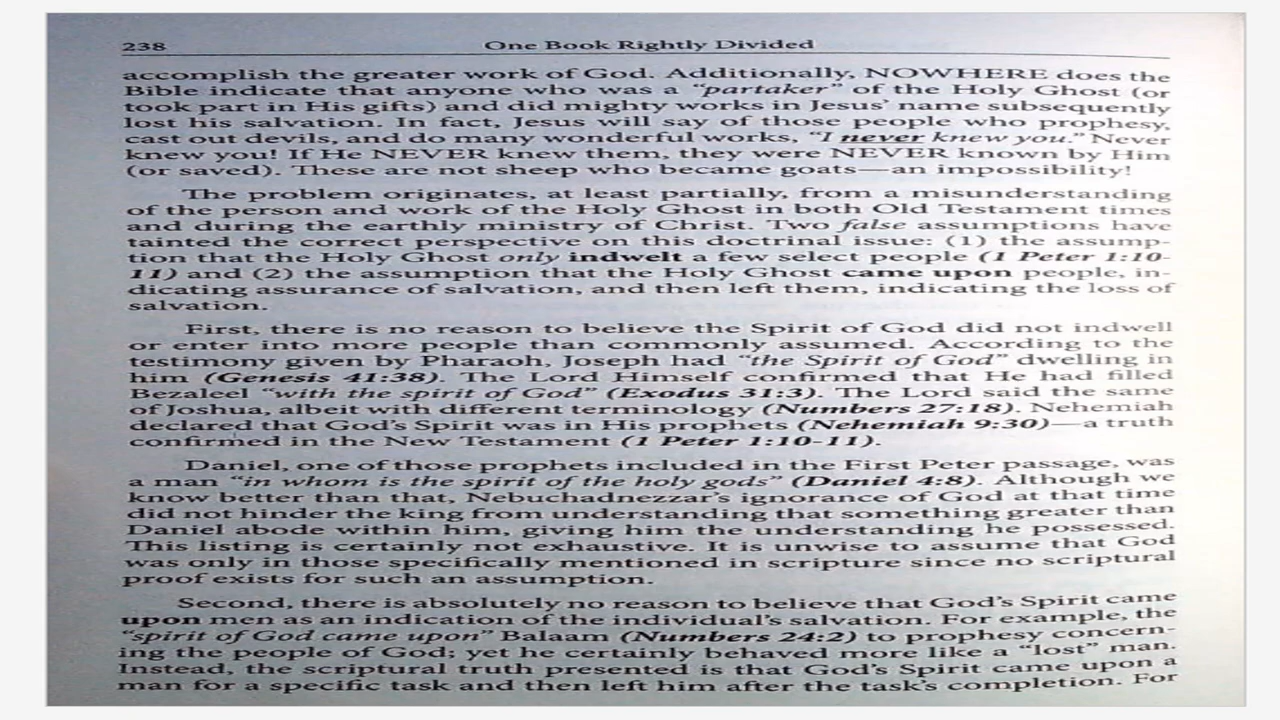 238 One Book Rightly Divided
accomplish the greater work of God. Additionally, NOWHERE does the
Bible indicate that anyone who was a “partaker” of the Holy Ghost (or
took part in His gifts) and did mighty works in Jesus’ name subsequently
lost his salvation. In fact, Jesus will say of those people who prophesy,
cast out devils, and do many wonderful works, “I never knew you.” Never
knew you! If He NEVER knew them, they were NEVER known by Him
(or saved). These are not sheep who became goats—an impossibility!
The problem originates, at least partially, from a misunderstanding
of the person and work of the Holy Ghost in both Old Testament times
and during the earthly ministry of Christ. Two false assumptions have
tainted the correct perspective on this doctrinal issue: (1) the assump-
tion that the Holy Ghost only indwelt a few select people (1 Peter 1:10-
11) and (2) the assumption that the Holy Ghost came upon people, in-
dicating assurance of salvation, and then left them, indicating the loss of
salvation.
First, there is no reason to believe the Spirit of God did not indwell
or enter into more people than commonly assumed. According to the
testimony given by Pharaoh, Joseph had “the Spirit of God” dwelling in
him (Genesis 41:38). The Lord Himself confirmed that He had filled
Bezaleel “with the spirit of God” (Exodus 31:3). The Lord said the same
of Joshua, albeit with different terminology (Numbers 27:18). Nehemiah
declared that God’s Spirit was in His prophets (Nehemiah 9:30)—a truth
confirmed in the New Testament (1 Peter 1:10-11).
Daniel, one of those prophets included in the First Peter passage, was
a man “in whom is the spirit of the holy gods” (Daniel 4:8). Although we
know better than that, Nebuchadnezzar’s ignorance of God at that time
did not hinder the king from understanding that something greater than
Daniel abode within him, giving him the understanding he possessed.
This listing is certainly not exhaustive. It is unwise to assume that God
was only in those specifically mentioned in scripture since no scriptural
proof exists for such an assumption.
Second, there is absolutely no reason to believe that God’s Spirit came
upon men as an indication of the individual’s salvation. For example, the
“spirit of God came upon” Balaam (Numbers 24:2) to prophesy concern-
ing the people of God; yet he certainly behaved more like a “lost” man.
Instead, the scriptural truth presented is that God’s Spirit came upon a
man for a specific task and then left him after the task’s completion. For